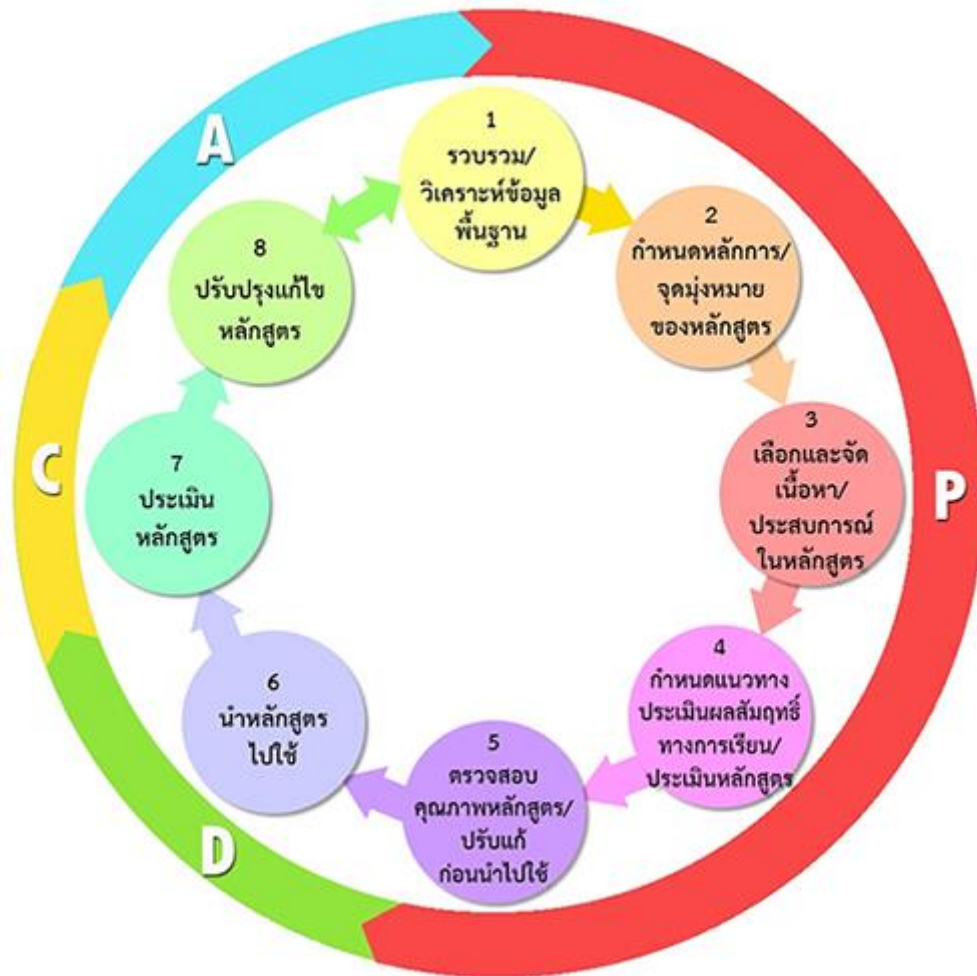 1
รวบรวม/
วิเคราะห์ข้อมูล
พื้นฐาน
2
กำหนดหลักการ/
จุดมุ่งหมาย
ของหลักสูตร
3
เลือกและจัด
เนื้อหา/
ประสบการณ์
ในหลักสูตร
4
กำหนดแนวทาง
ประเมินผลสัมฤทธิ์
ทางการเรียน/
ประเมินหลักสูตร
5
ตรวจสอบ
คุณภาพหลักสูตร/
ปรับแก้
ก่อนนำไปใช้
6
นำหลักสูตร
ไปใช้
7
ประเมิน
หลักสูตร
8
ปรับปรุงแก้ไข
หลักสูตร
P
D
C
A